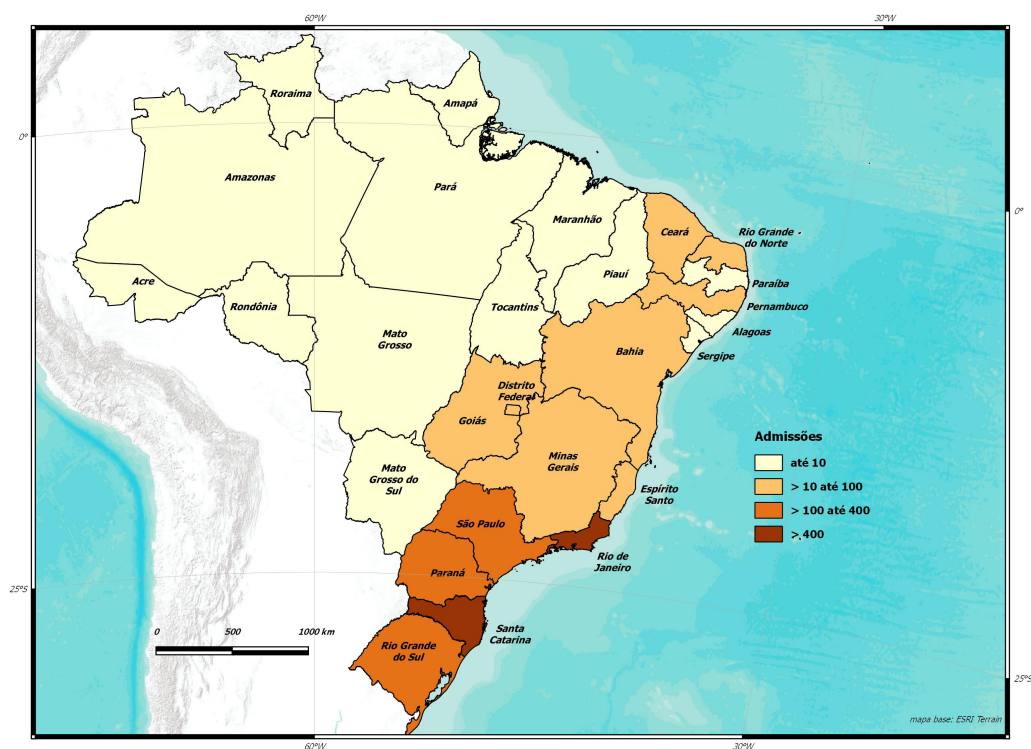 60°W
30°W
Roraima
Amapá
0°
Amazonas
Pará
0°
Maranhão
Ceará
Rio Grande
do Norte
Acre
Rondônia
Piauí
Paraíba
Tocantins
Pernambuco
Mato
Grosso
Alagoas
Bahia
Sergipe
Distrito
Federal
Goiás
Admissões
Minas
Gerais
até 10
Mato
Grosso do
Sul
> 10 até 100
Espírito
Santo
> 100 até 400
São Paulo
> 400
Rio de
Janeiro
Paraná
25°S
0 500 1000 km
Santa
Catarina
Rio Grande
do Sul
25°S
mapa base: ESRI Terrain
60°W
30°W